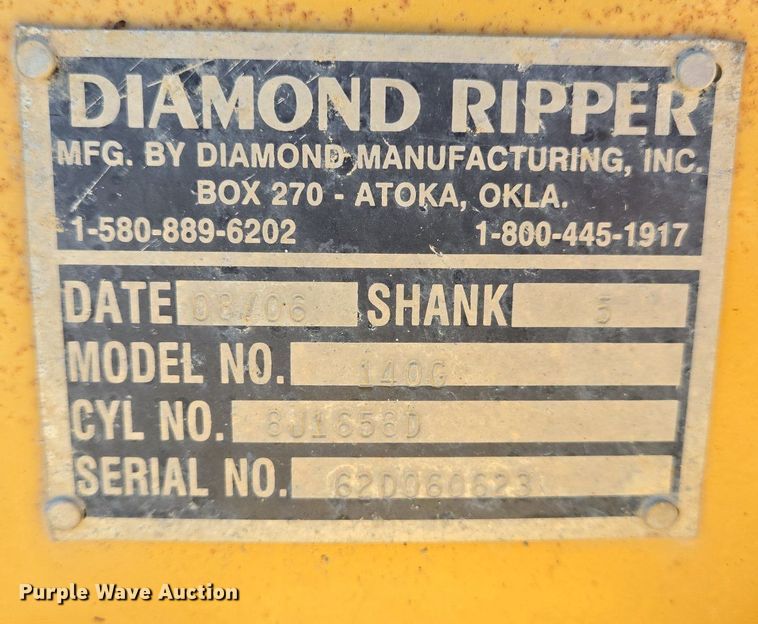 DIAMOND RIPPER
MFG. BY DIAMOND MANUFACTURING, INC.
BOX 270 - ATOKA, OKLA.
1-580-889-6202 1-800-445-1917
DATE 08/06 SHANK 5
MODEL NO. 140G
CYL NO. 8J1658D
SERIAL NO. 62D060623
Purple Wave Auction